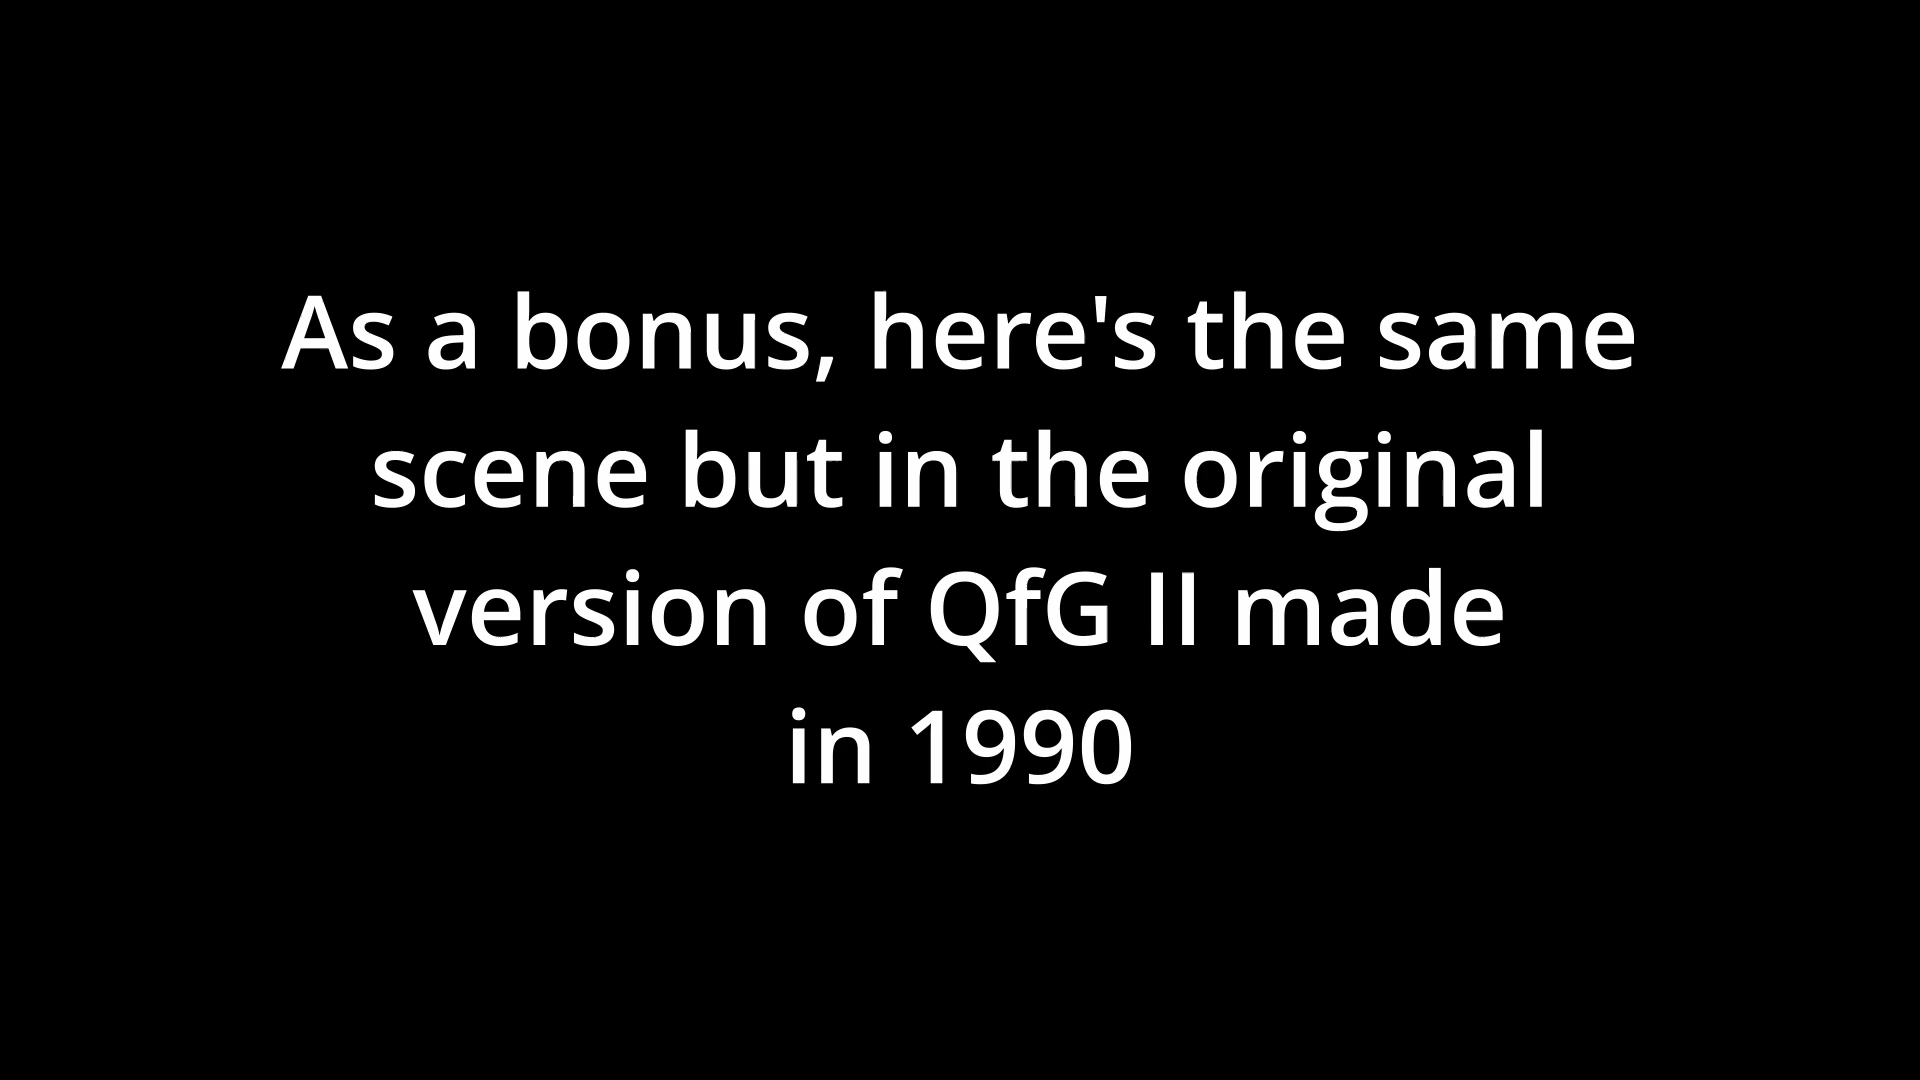 As a bonus, here's the same
scene but in the original
version of QfG II made
in 1990